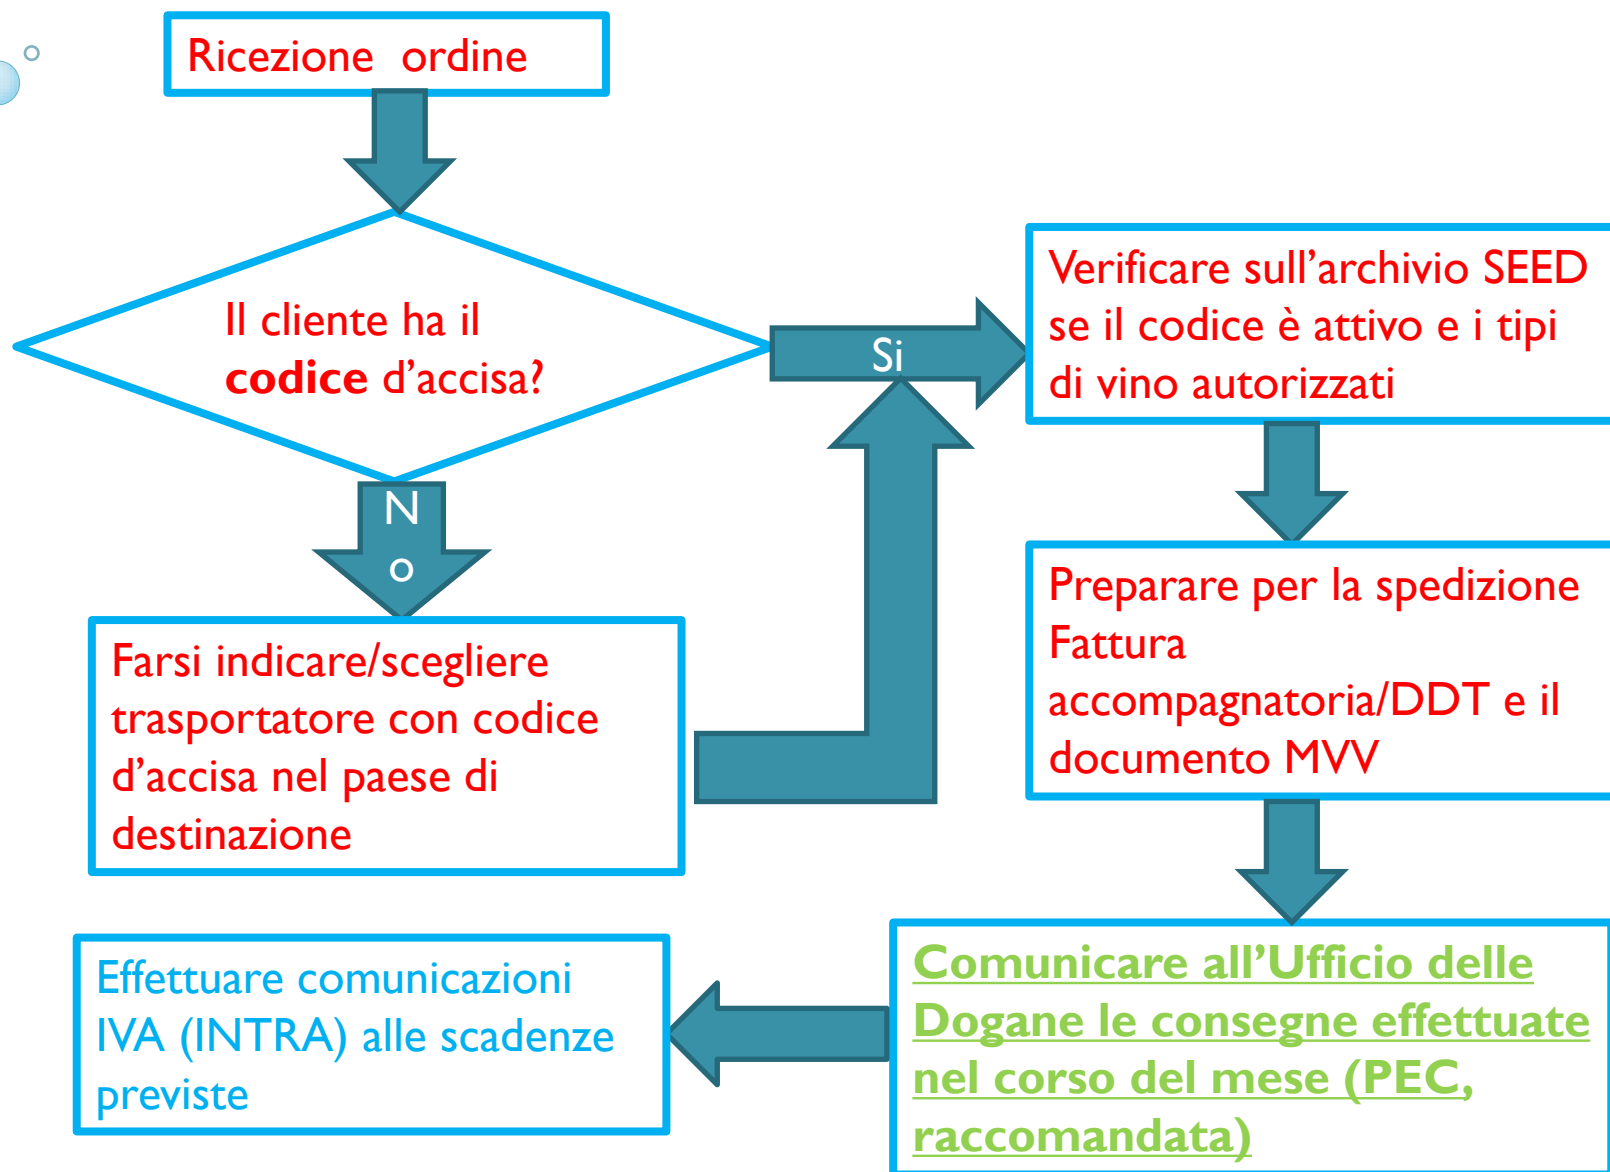 Ricezione ordine
Il cliente ha il
codice d'accisa?
Si
N
o
Verificare sull'archivio SEED
se il codice è attivo e i tipi
di vino autorizzati
Farsi indicare/scegliere
trasportatore con codice
d'accisa nel paese di
destinazione
Preparare per la spedizione
Fattura
accompagnatoria/DDT e il
documento MVV
Comunicare all'Ufficio delle
Dogane le consegne effettuate
nel corso del mese (PEC,
raccomandata)
Effettuare comunicazioni
IVA (INTRA) alle scadenze
previste